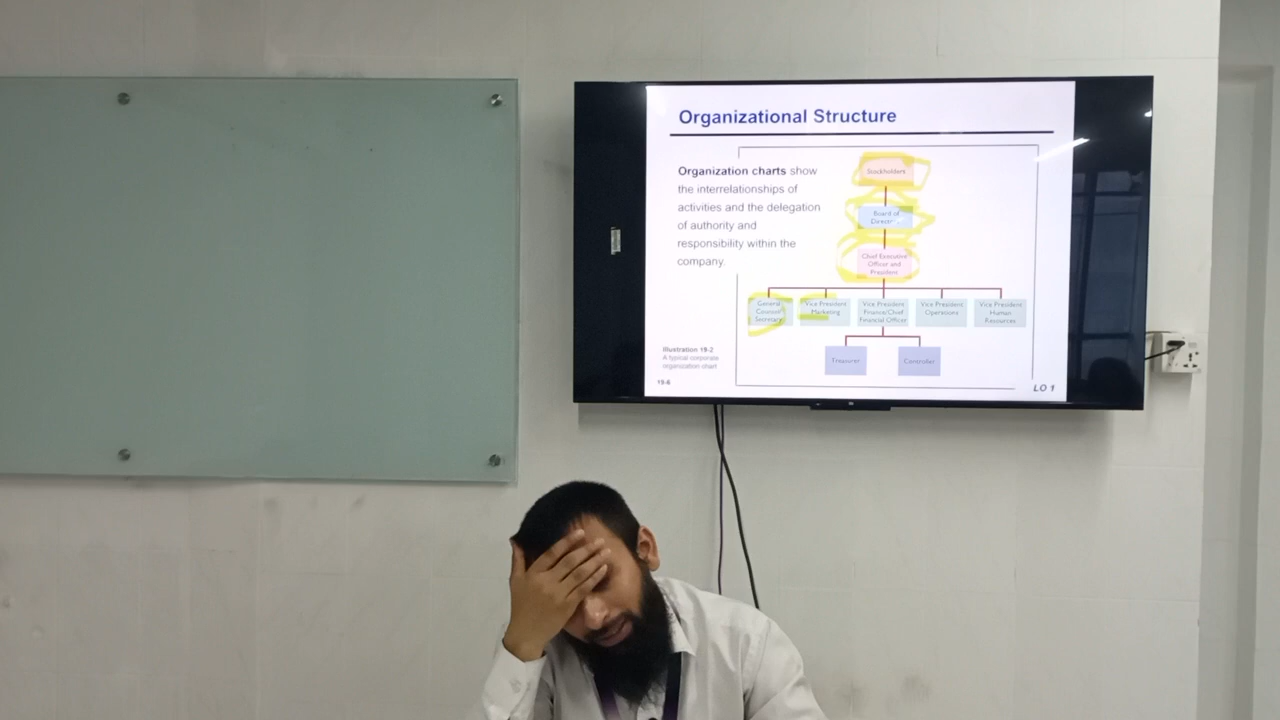 Organizational Structure
Organization charts show
the interrelationships of
activities and the delegation
of authority and
responsibility within the
company.
Stockholders
Board of
Directors
Chief Executive
Officer and
President
General
Counsel/
Secretary
Vice President
Marketing
Vice President
Finance/Chief
Financial Officer
Vice President
Operations
Vice President
Human
Resources
Treasurer
Controller
Illustration 19-2
A typical corporate
organization chart
19-6
LO 1